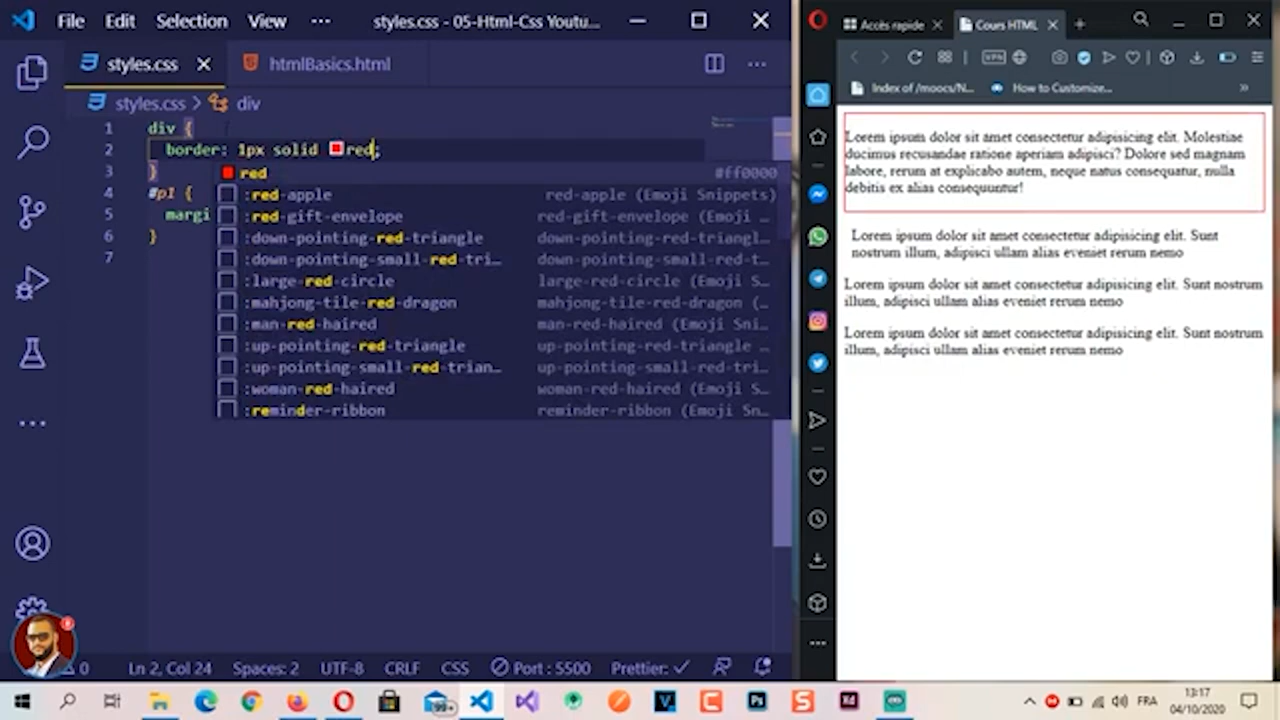 File Edit Selection View ··· styles.css - 05-Html-Css Youtu...
styles.css
htmlBasics.html
styles.css > div
1 div {
2 border: 1px solid red;
3 }
4 #p1 {
5 margi
6 }
7
red #ff0000
:red-apple red-apple (Emoji Snippets)
:red-gift-envelope red-gift-envelope (Emoji ...
:down-pointing-red-triangle down-pointing-red-triangl...
:down-pointing-small-red-tri... down-pointing-small-red-t...
:large-red-circle large-red-circle (Emoji S...
:mahjong-tile-red-dragon mahjong-tile-red-dragon (...
:man-red-haired man-red-haired (Emoji Sni...
:up-pointing-red-triangle up-pointing-red-triangle ...
:up-pointing-small-red-trian... up-pointing-small-red-tri...
:woman-red-haired woman-red-haired (Emoji S...
:reminder-ribbon reminder-ribbon (Emoji Sn...
0 Ln 2, Col 24 Spaces: 2 UTF-8 CRLF CSS Port : 5500 Prettier: ✓
Accès rapide
Cours HTML
VPN
Index of /moocs/N...
How to Customize...
Lorem ipsum dolor sit amet consectetur adipisicing elit. Molestiae
ducimus recusandae ratione aperiam adipisci? Dolore sed magnam
labore, rerum at explicabo autem, neque natus consequatur, nulla
debitis ex alias consequuntur!
Lorem ipsum dolor sit amet consectetur adipisicing elit. Sunt
nostrum illum, adipisci ullam alias eveniet rerum nemo
Lorem ipsum dolor sit amet consectetur adipisicing elit. Sunt nostrum
illum, adipisci ullam alias eveniet rerum nemo
Lorem ipsum dolor sit amet consectetur adipisicing elit. Sunt nostrum
illum, adipisci ullam alias eveniet rerum nemo
99+
Ps
Xd
FRA
13:17
04/10/2020